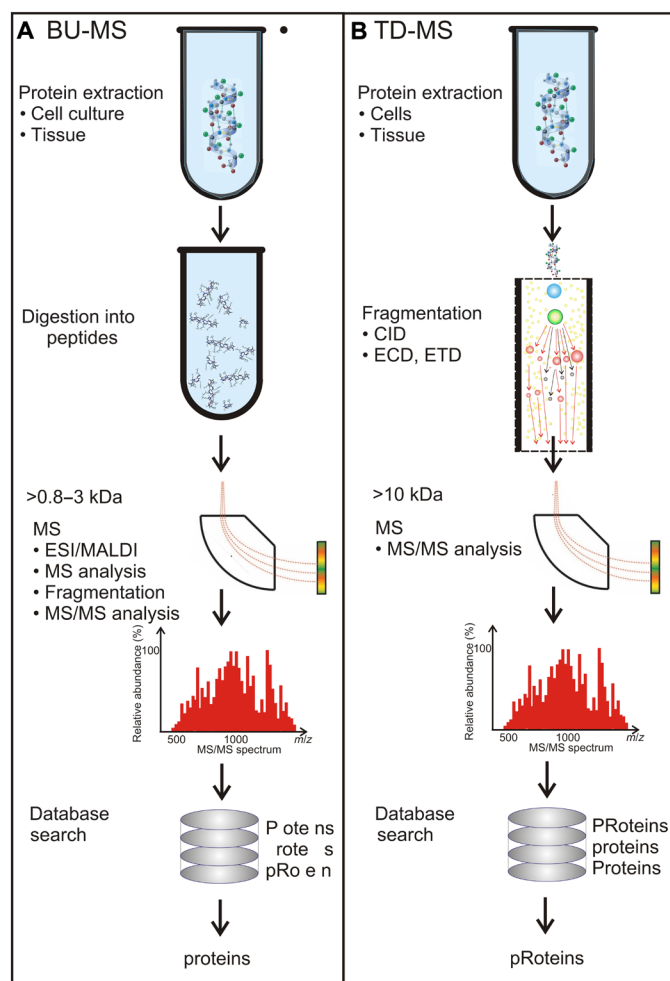 A BU-MS
Protein extraction
• Cell culture
• Tissue
Digestion into
peptides
>0.8–3 kDa
MS
• ESI/MALDI
• MS analysis
• Fragmentation
• MS/MS analysis
Relative abundance (%)
100
500 1000 m/z
MS/MS spectrum
Database
search
P ote ns
rote s
pRo e n
proteins
B TD-MS
Protein extraction
• Cells
• Tissue
Fragmentation
• CID
• ECD, ETD
>10 kDa
MS
• MS/MS analysis
Relative abundance (%)
100
500 1000 m/z
MS/MS spectrum
Database
search
PRoteins
proteins
Proteins
pRoteins